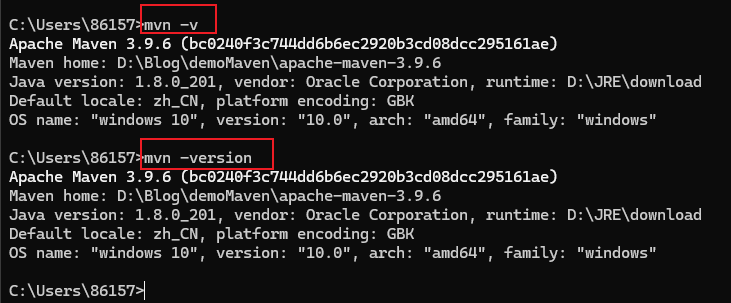 C:\Users\86157>mvn -v
Apache Maven 3.9.6 (bc0240f3c744dd6b6ec2920b3cd08dcc295161ae)
Maven home: D:\Blog\demoMaven\apache-maven-3.9.6
Java version: 1.8.0_201, vendor: Oracle Corporation, runtime: D:\JRE\download
Default locale: zh_CN, platform encoding: GBK
OS name: "windows 10", version: "10.0", arch: "amd64", family: "windows"
C:\Users\86157>mvn -version
Apache Maven 3.9.6 (bc0240f3c744dd6b6ec2920b3cd08dcc295161ae)
Maven home: D:\Blog\demoMaven\apache-maven-3.9.6
Java version: 1.8.0_201, vendor: Oracle Corporation, runtime: D:\JRE\download
Default locale: zh_CN, platform encoding: GBK
OS name: "windows 10", version: "10.0", arch: "amd64", family: "windows"
C:\Users\86157>